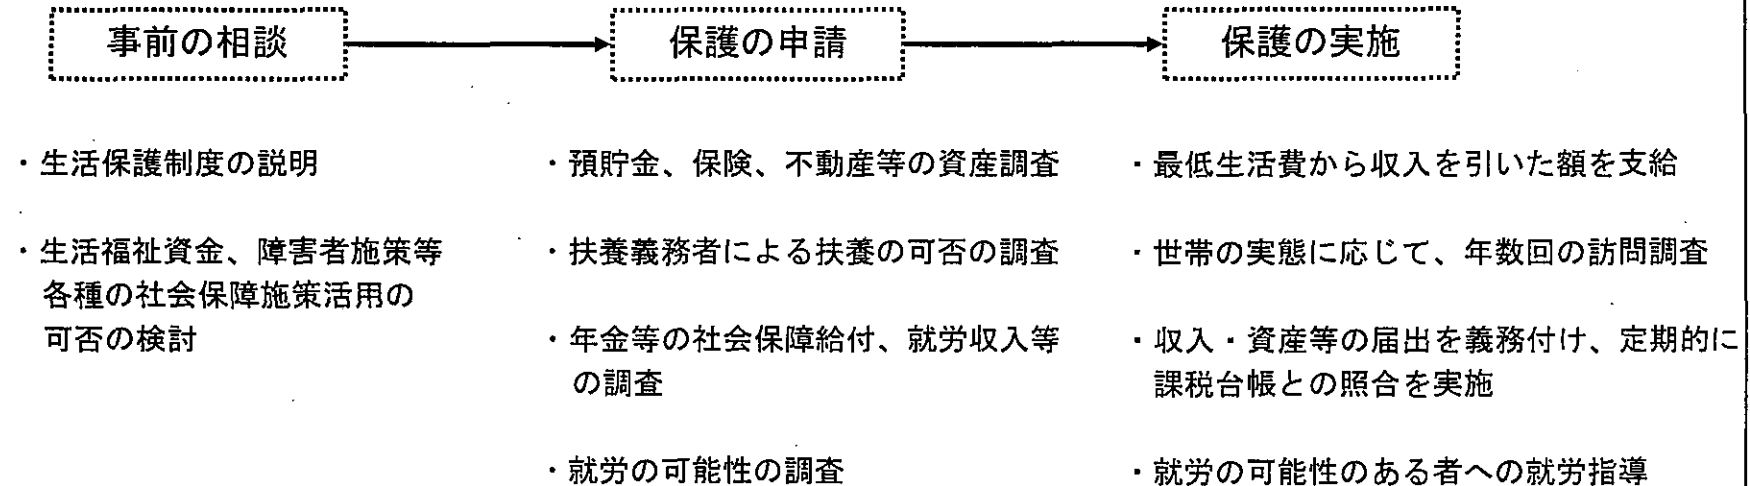 事前の相談
保護の申請
保護の実施
・生活保護制度の説明
・生活福祉資金、障害者施策等
各種の社会保障施策活用の
可否の検討
・預貯金、保険、不動産等の資産調査
・扶養義務者による扶養の可否の調査
・年金等の社会保障給付、就労収入等
の調査
・就労の可能性の調査
・最低生活費から収入を引いた額を支給
・世帯の実態に応じて、年数回の訪問調査
・収入・資産等の届出を義務付け、定期的に
課税台帳との照合を実施
・就労の可能性のある者への就労指導